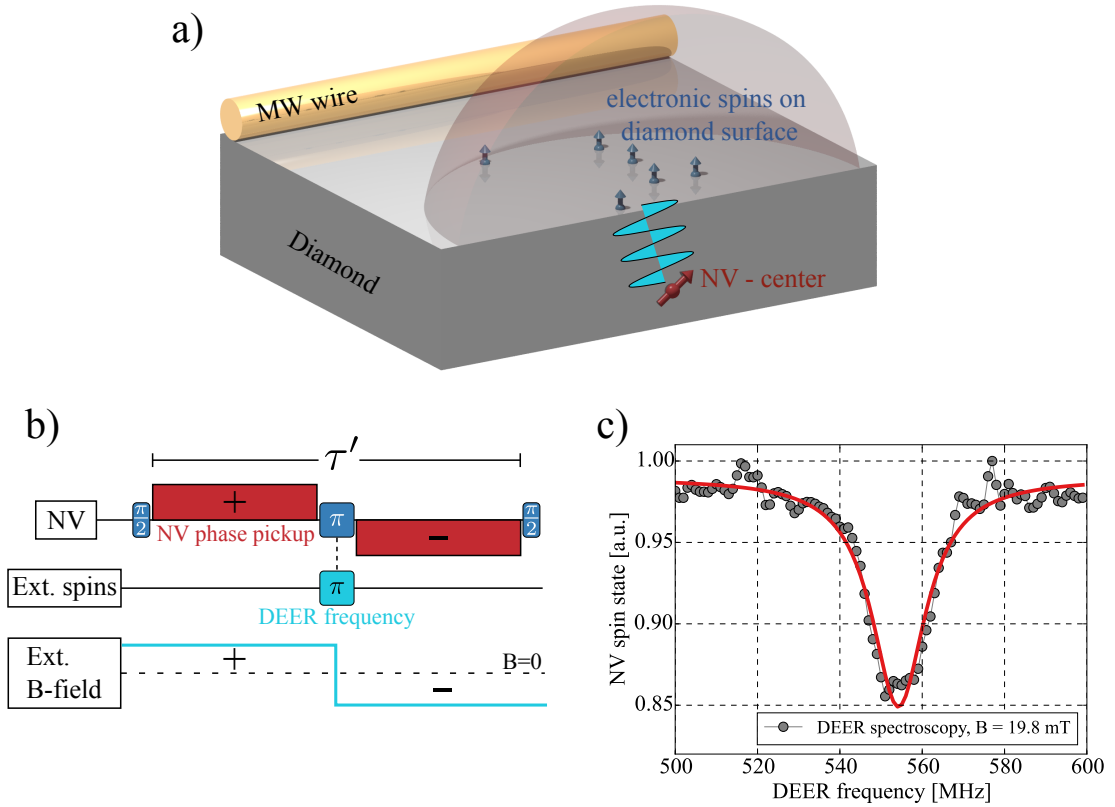 a)
MW wire
electronic spins on
diamond surface
Diamond
NV - center
b)
τ′
NV
π/2
+
NV phase pickup
π
−
π/2
Ext. spins
π
DEER frequency
Ext.
B-field
+
B=0
−
c)
NV spin state [a.u.]
1.00
0.95
0.90
0.85
DEER spectroscopy, B = 19.8 mT
500
520
540
560
580
600
DEER frequency [MHz]